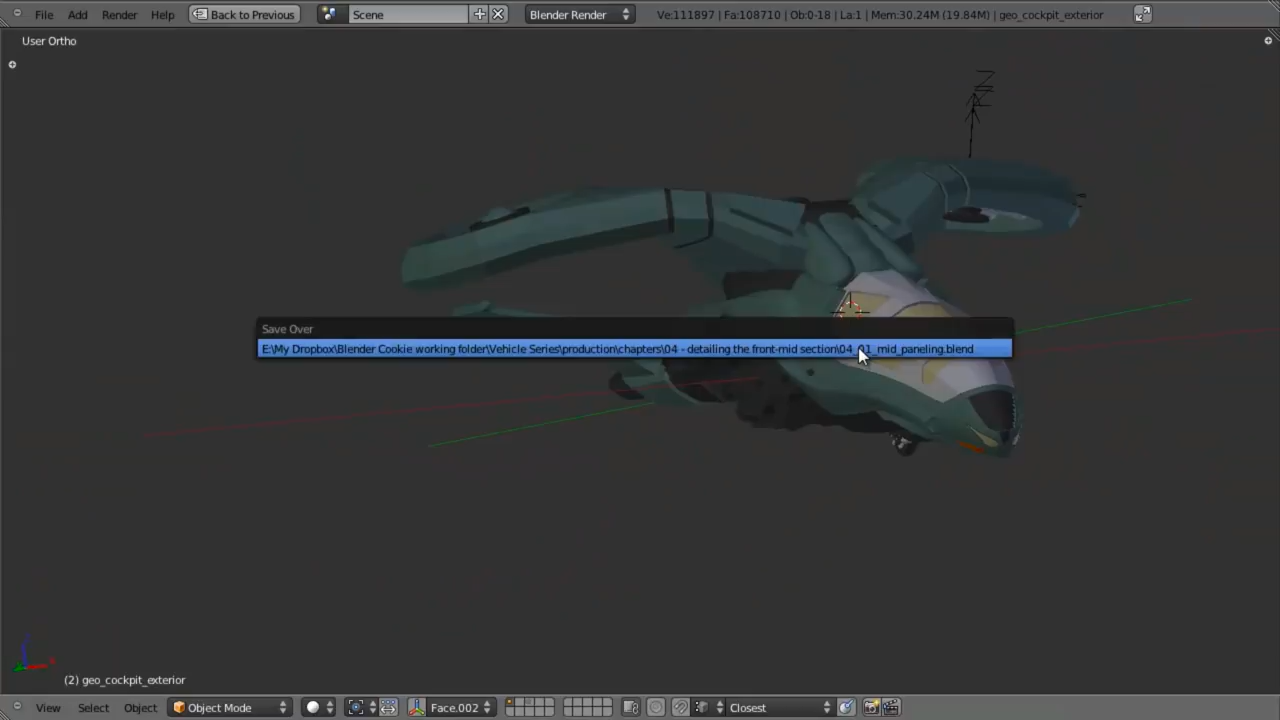 File Add Render Help Back to Previous Scene Blender Render Ve:111897 | Fa:108710 | Ob:0-18 | La:1 | Mem:30.24M (19.84M) | geo_cockpit_exterior
User Ortho
Save Over
E:\My Dropbox\Blender Cookie working folder\Vehicle Series\production\chapters\04 - detailing the front-mid section\04_01_mid_paneling.blend
(2) geo_cockpit_exterior
View Select Object Object Mode Face.002 Closest